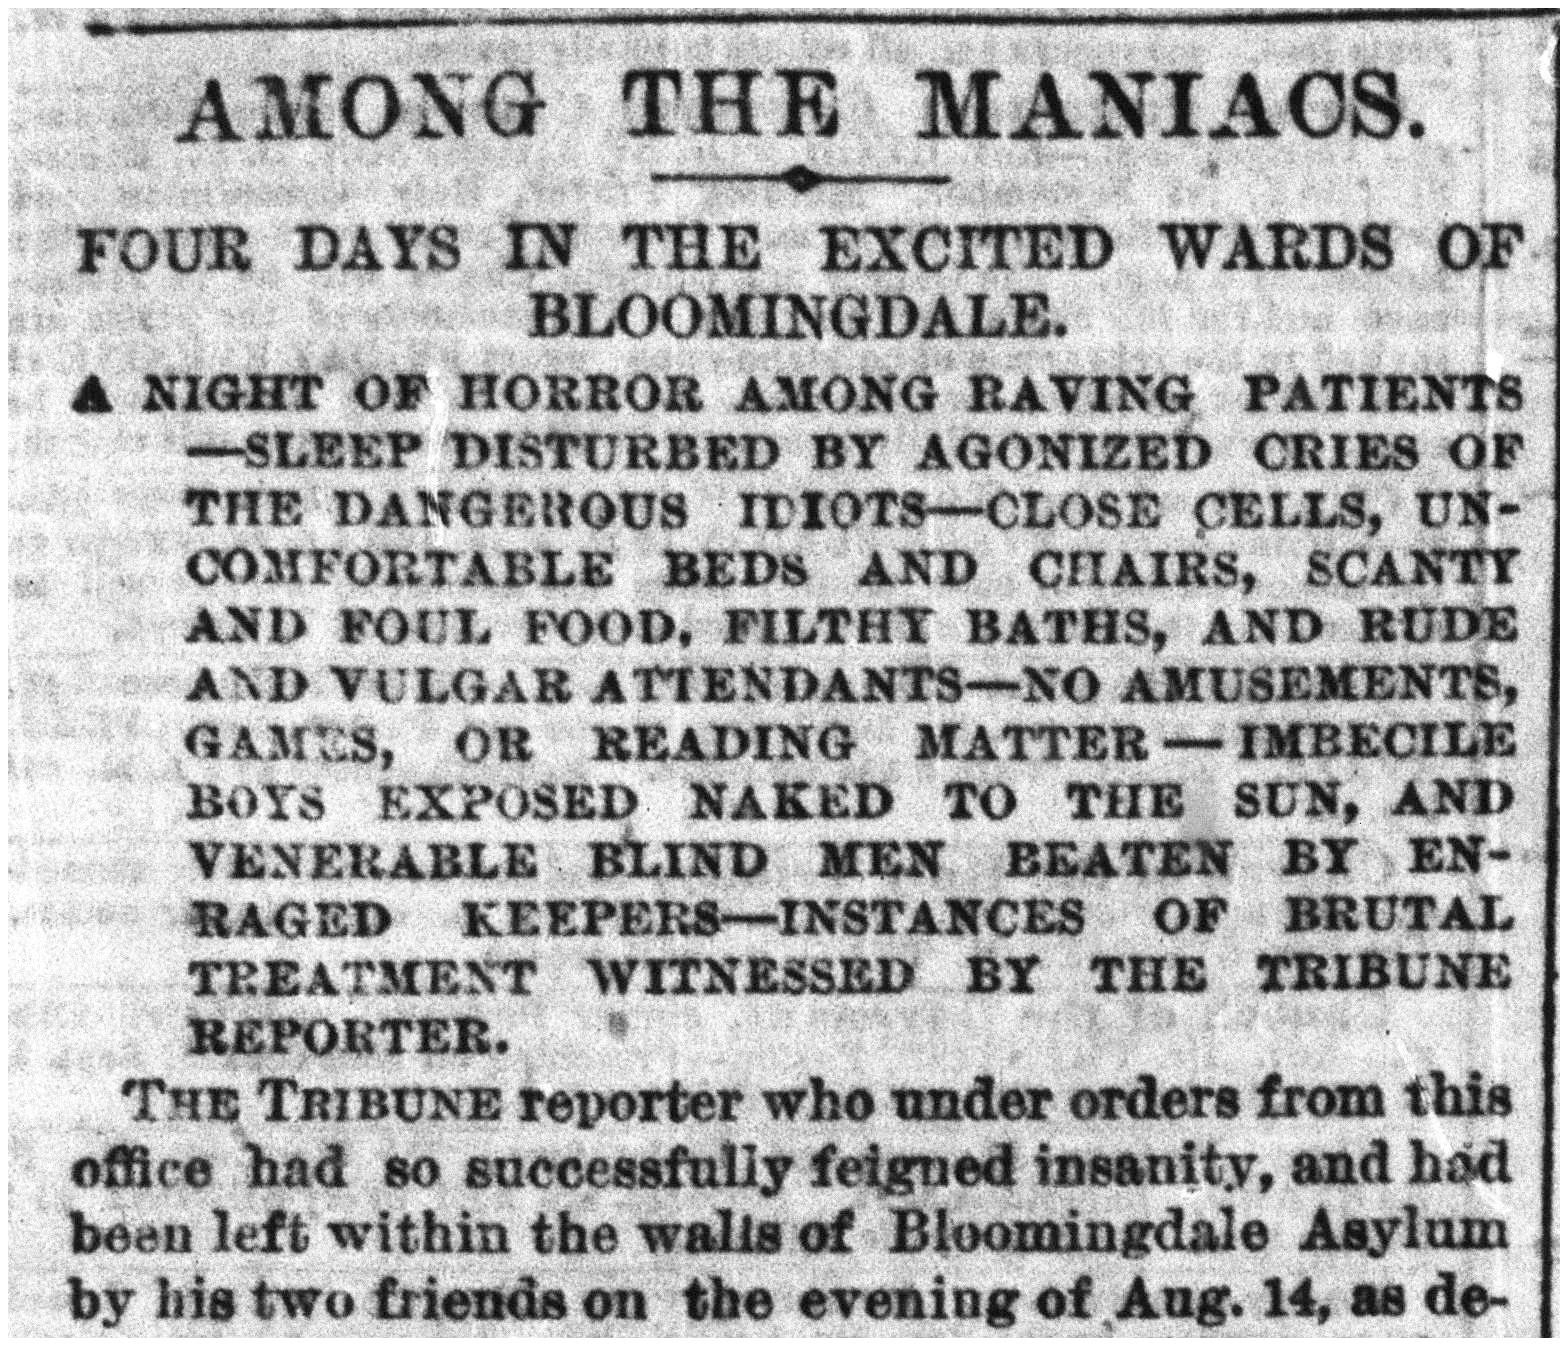 AMONG THE MANIACS.
FOUR DAYS IN THE EXCITED WARDS OF
BLOOMINGDALE.
A NIGHT OF HORROR AMONG RAVING PATIENTS
—SLEEP DISTURBED BY AGONIZED CRIES OF
THE DANGEROUS IDIOTS—CLOSE CELLS, UN-
COMFORTABLE BEDS AND CHAIRS, SCANTY
AND FOUL FOOD, FILTHY BATHS, AND RUDE
AND VULGAR ATTENDANTS—NO AMUSEMENTS,
GAMES, OR READING MATTER—IMBECILE
BOYS EXPOSED NAKED TO THE SUN, AND
VENERABLE BLIND MEN BEATEN BY EN-
RAGED KEEPERS—INSTANCES OF BRUTAL
TREATMENT WITNESSED BY THE TRIBUNE
REPORTER.
THE TRIBUNE reporter who under orders from this
office had so successfully feigned insanity, and had
been left within the walls of Bloomingdale Asylum
by his two friends on the evening of Aug. 14, as de-